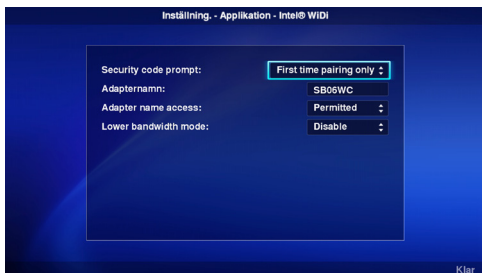 Inställning. - Applikation - Intel® WiDi
Security code prompt: First time pairing only
Adapternamn: SB06WC
Adapter name access: Permitted
Lower bandwidth mode: Disable
Klar